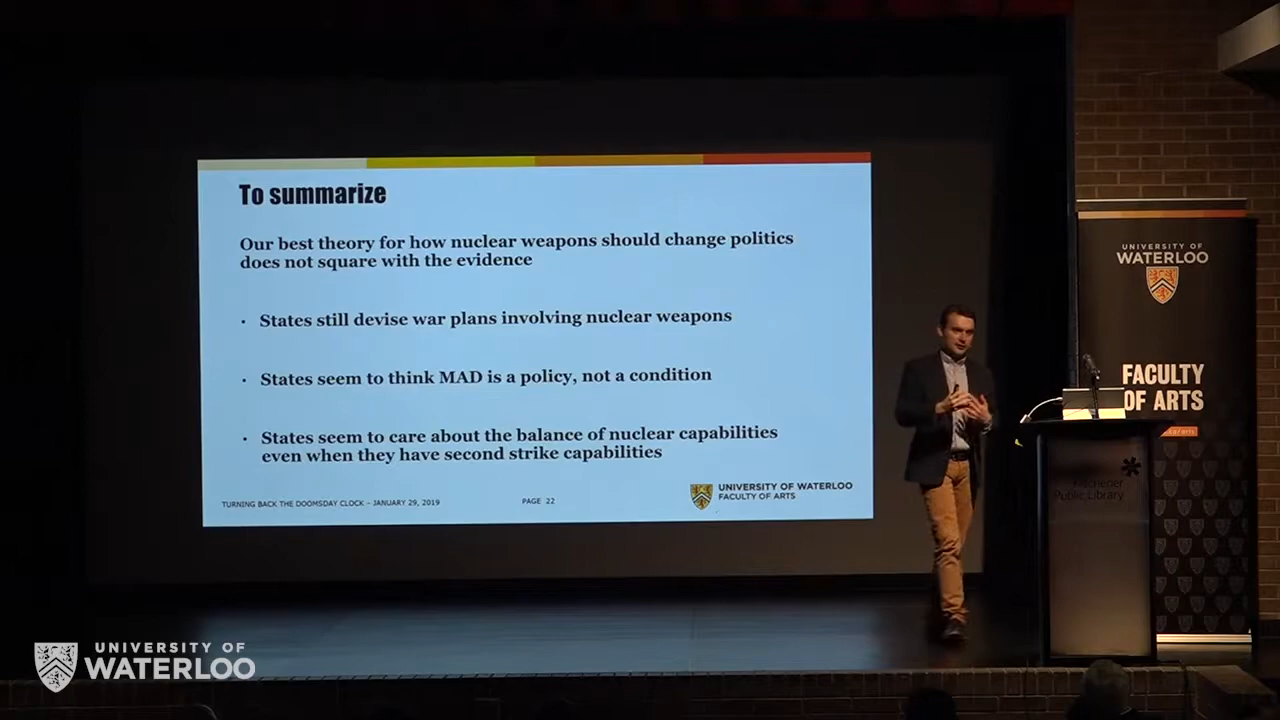 To summarize
Our best theory for how nuclear weapons should change politics
does not square with the evidence
· States still devise war plans involving nuclear weapons
· States seem to think MAD is a policy, not a condition
· States seem to care about the balance of nuclear capabilities
even when they have second strike capabilities
TURNING BACK THE DOOMSDAY CLOCK – JANUARY 29, 2019
PAGE 22
UNIVERSITY OF WATERLOO
FACULTY OF ARTS
UNIVERSITY OF
WATERLOO
FACULTY
OF ARTS
Kitchener
Public Library
UNIVERSITY OF
WATERLOO